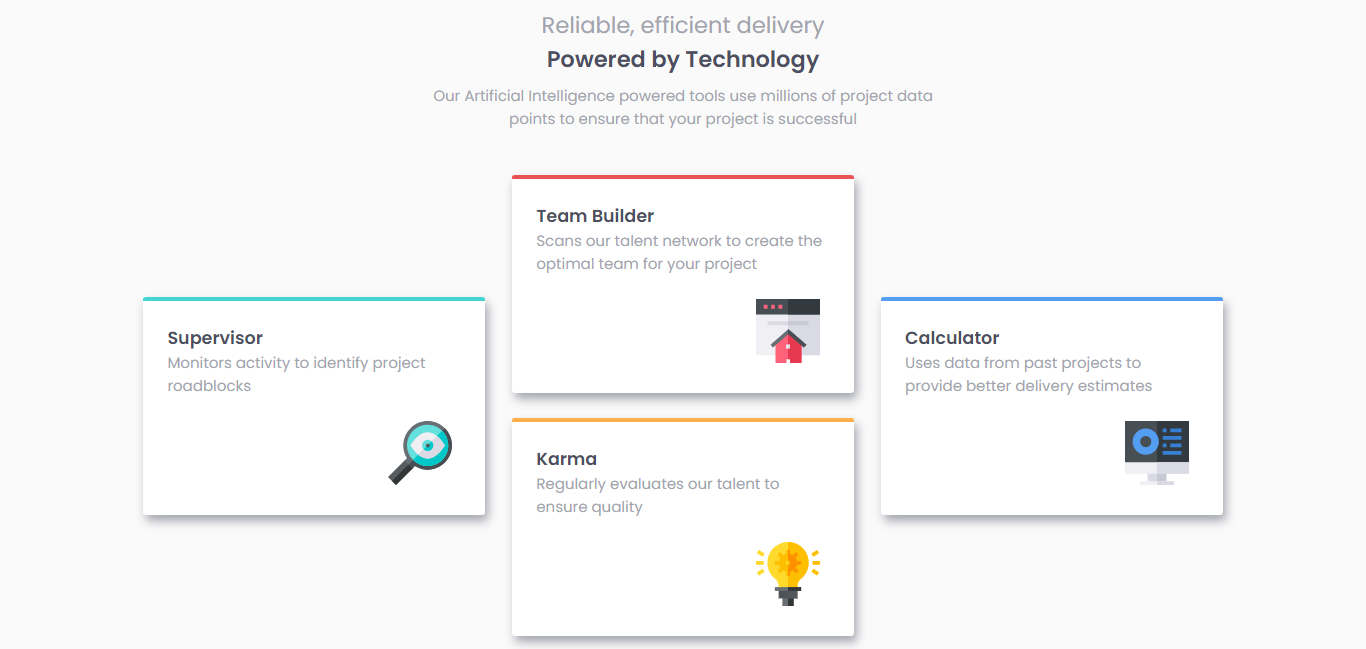 Reliable, efficient delivery
Powered by Technology
Our Artificial Intelligence powered tools use millions of project data
points to ensure that your project is successful
Supervisor
Monitors activity to identify project
roadblocks
Team Builder
Scans our talent network to create the
optimal team for your project
Karma
Regularly evaluates our talent to
ensure quality
Calculator
Uses data from past projects to
provide better delivery estimates